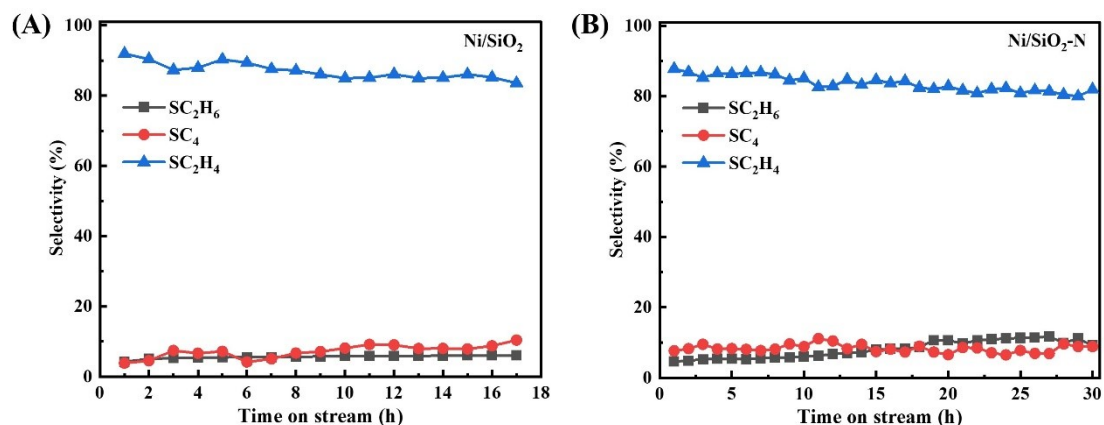 (A)
Ni/SiO₂
SC₂H₆
SC₄
SC₂H₄
Selectivity (%)
100
80
60
40
20
0
0 2 4 6 8 10 12 14 16 18
Time on stream (h)
(B)
Ni/SiO₂-N
SC₂H₆
SC₄
SC₂H₄
Selectivity (%)
100
80
60
40
20
0
0 5 10 15 20 25 30
Time on stream (h)